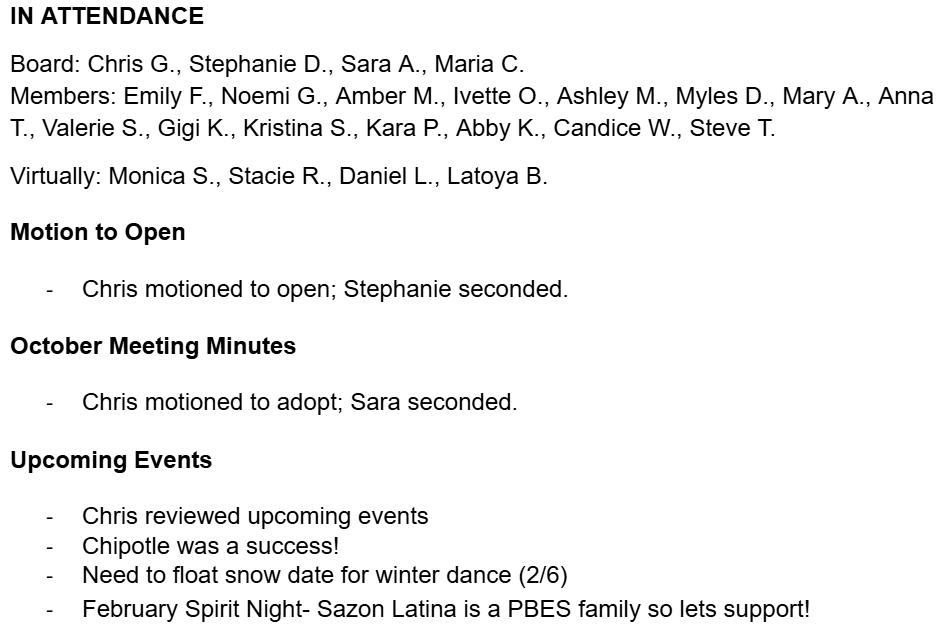 IN ATTENDANCE
Board: Chris G., Stephanie D., Sara A., Maria C.
Members: Emily F., Noemi G., Amber M., Ivette O., Ashley M., Myles D., Mary A., Anna
T., Valerie S., Gigi K., Kristina S., Kara P., Abby K., Candice W., Steve T.
Virtually: Monica S., Stacie R., Daniel L., Latoya B.
Motion to Open
- Chris motioned to open; Stephanie seconded.
October Meeting Minutes
- Chris motioned to adopt; Sara seconded.
Upcoming Events
- Chris reviewed upcoming events
- Chipotle was a success!
- Need to float snow date for winter dance (2/6)
- February Spirit Night- Sazon Latina is a PBES family so lets support!